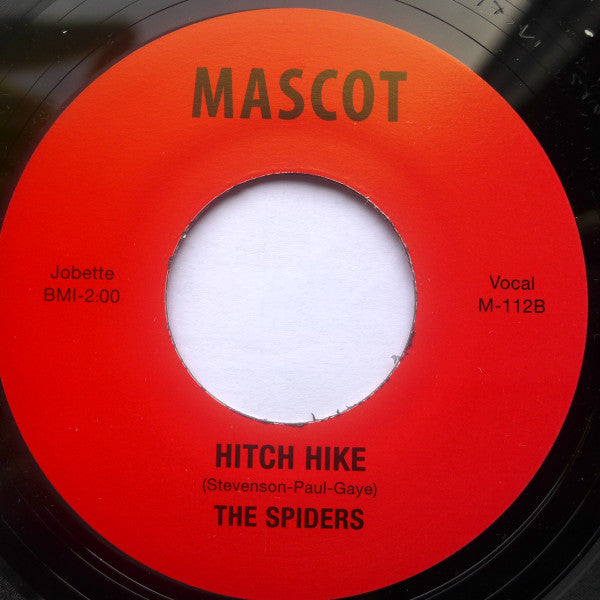 MASCOT
Jobette
BMI-2:00
Vocal
M-112B
HITCH HIKE
(Stevenson-Paul-Gaye)
THE SPIDERS